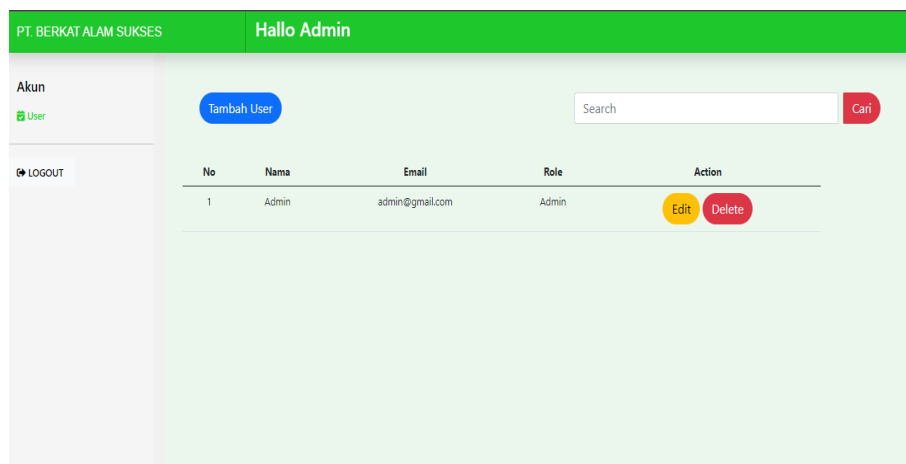 PT. BERKAT ALAM SUKSES
Hallo Admin
Akun
User
LOGOUT
Tambah User
Search
Cari
No Nama Email Role Action
1 Admin admin@gmail.com Admin Edit Delete